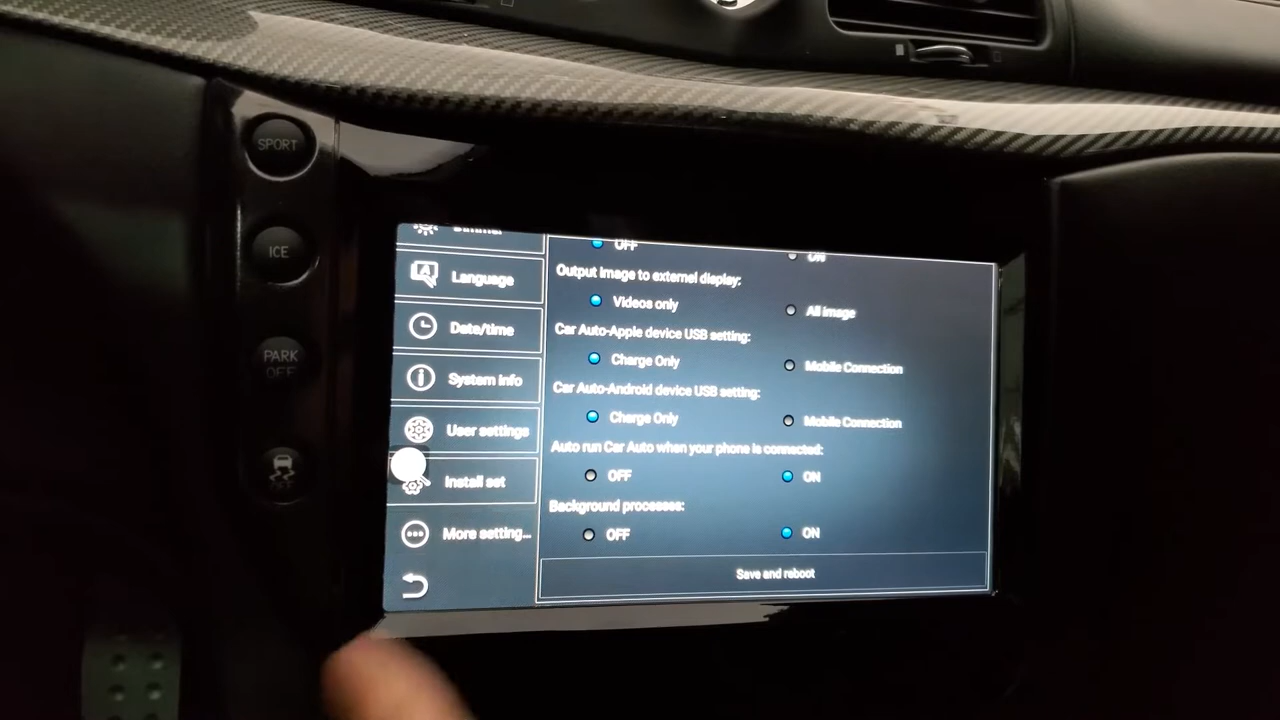 SPORT
ICE
PARK
OFF
Dimmer
Language
Date/time
System info
User settings
Install set
More setting...
OFF
ON
Output image to external display:
Videos only
All image
Car Auto-Apple device USB setting:
Charge Only
Mobile Connection
Car Auto-Android device USB setting:
Charge Only
Mobile Connection
Auto run Car Auto when your phone is connected:
OFF
ON
Background processes:
OFF
ON
Save and reboot